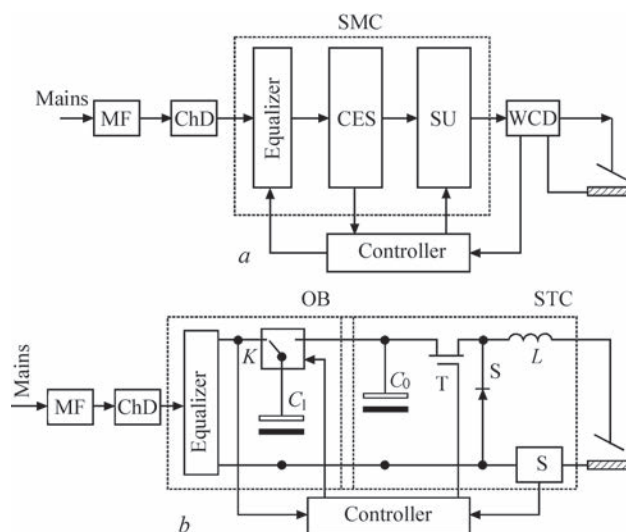 SMC
Mains
MF
ChD
Equalizer
CES
SU
WCD
Controller
a
OB
STC
Mains
MF
ChD
Equalizer
K
C1
C0
T
S
L
S
Controller
b